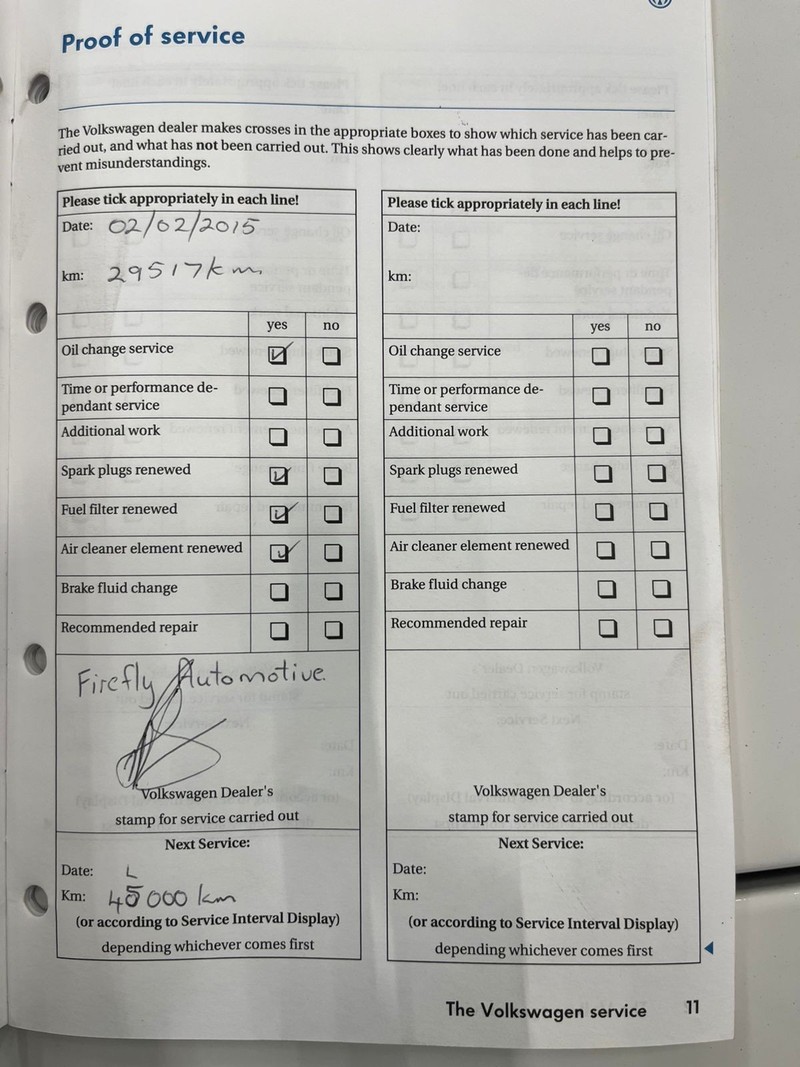 Proof of service
The Volkswagen dealer makes crosses in the appropriate boxes to show which service has been car-
ried out, and what has not been carried out. This shows clearly what has been done and helps to pre-
vent misunderstandings.
Please tick appropriately in each line!
Date: 02/02/2015
km: 29517km
yes no
Oil change service
Time or performance de-
pendant service
Additional work
Spark plugs renewed
Fuel filter renewed
Air cleaner element renewed
Brake fluid change
Recommended repair
Firefly Automotive.
Volkswagen Dealer's
stamp for service carried out
Next Service:
Date:
Km: 45000 km
(or according to Service Interval Display)
depending whichever comes first
Please tick appropriately in each line!
Date:
km:
yes no
Oil change service
Time or performance de-
pendant service
Additional work
Spark plugs renewed
Fuel filter renewed
Air cleaner element renewed
Brake fluid change
Recommended repair
Volkswagen Dealer's
stamp for service carried out
Next Service:
Date:
Km:
(or according to Service Interval Display)
depending whichever comes first
The Volkswagen service 11